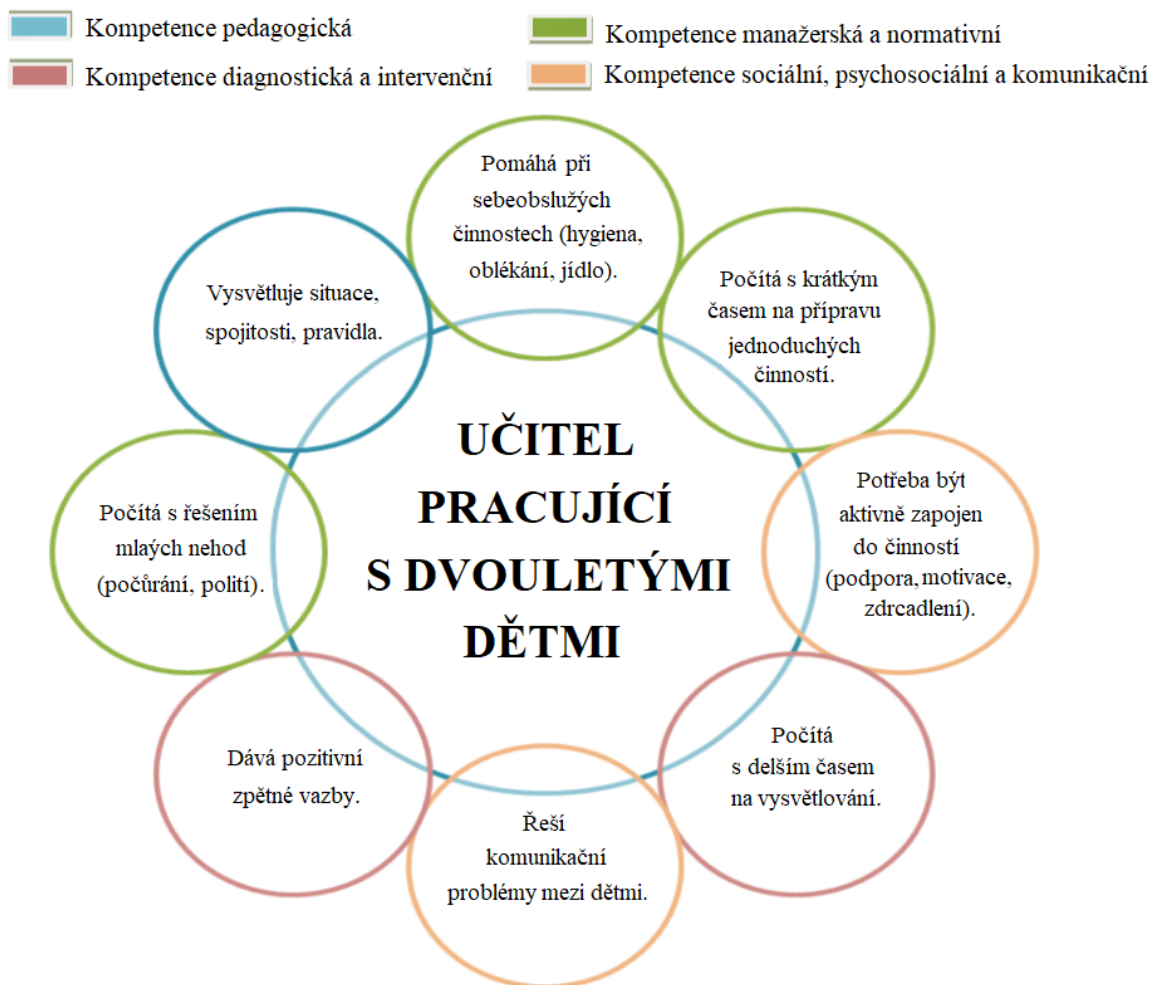 Kompetence pedagogická
Kompetence manažerská a normativní
Kompetence diagnostická a intervenční
Kompetence sociální, psychosociální a komunikační
Pomáhá při
sebeobslužých
činnostech (hygiena,
oblékání, jídlo).
Počítá s krátkým
časem na přípravu
jednoduchých
činností.
Potřeba být
aktivně zapojen
do činností
(podpora, motivace,
zdrcadlení).
Počítá
s delším časem
na vysvětlování.
Řeší
komunikační
problémy mezi dětmi.
Dává pozitivní
zpětné vazby.
Počítá s řešením
mlaých nehod
(počůrání, polití).
Vysvětluje situace,
spojitosti, pravidla.
UČITEL
PRACUJÍCÍ
S DVOULETÝMI
DĚTMI